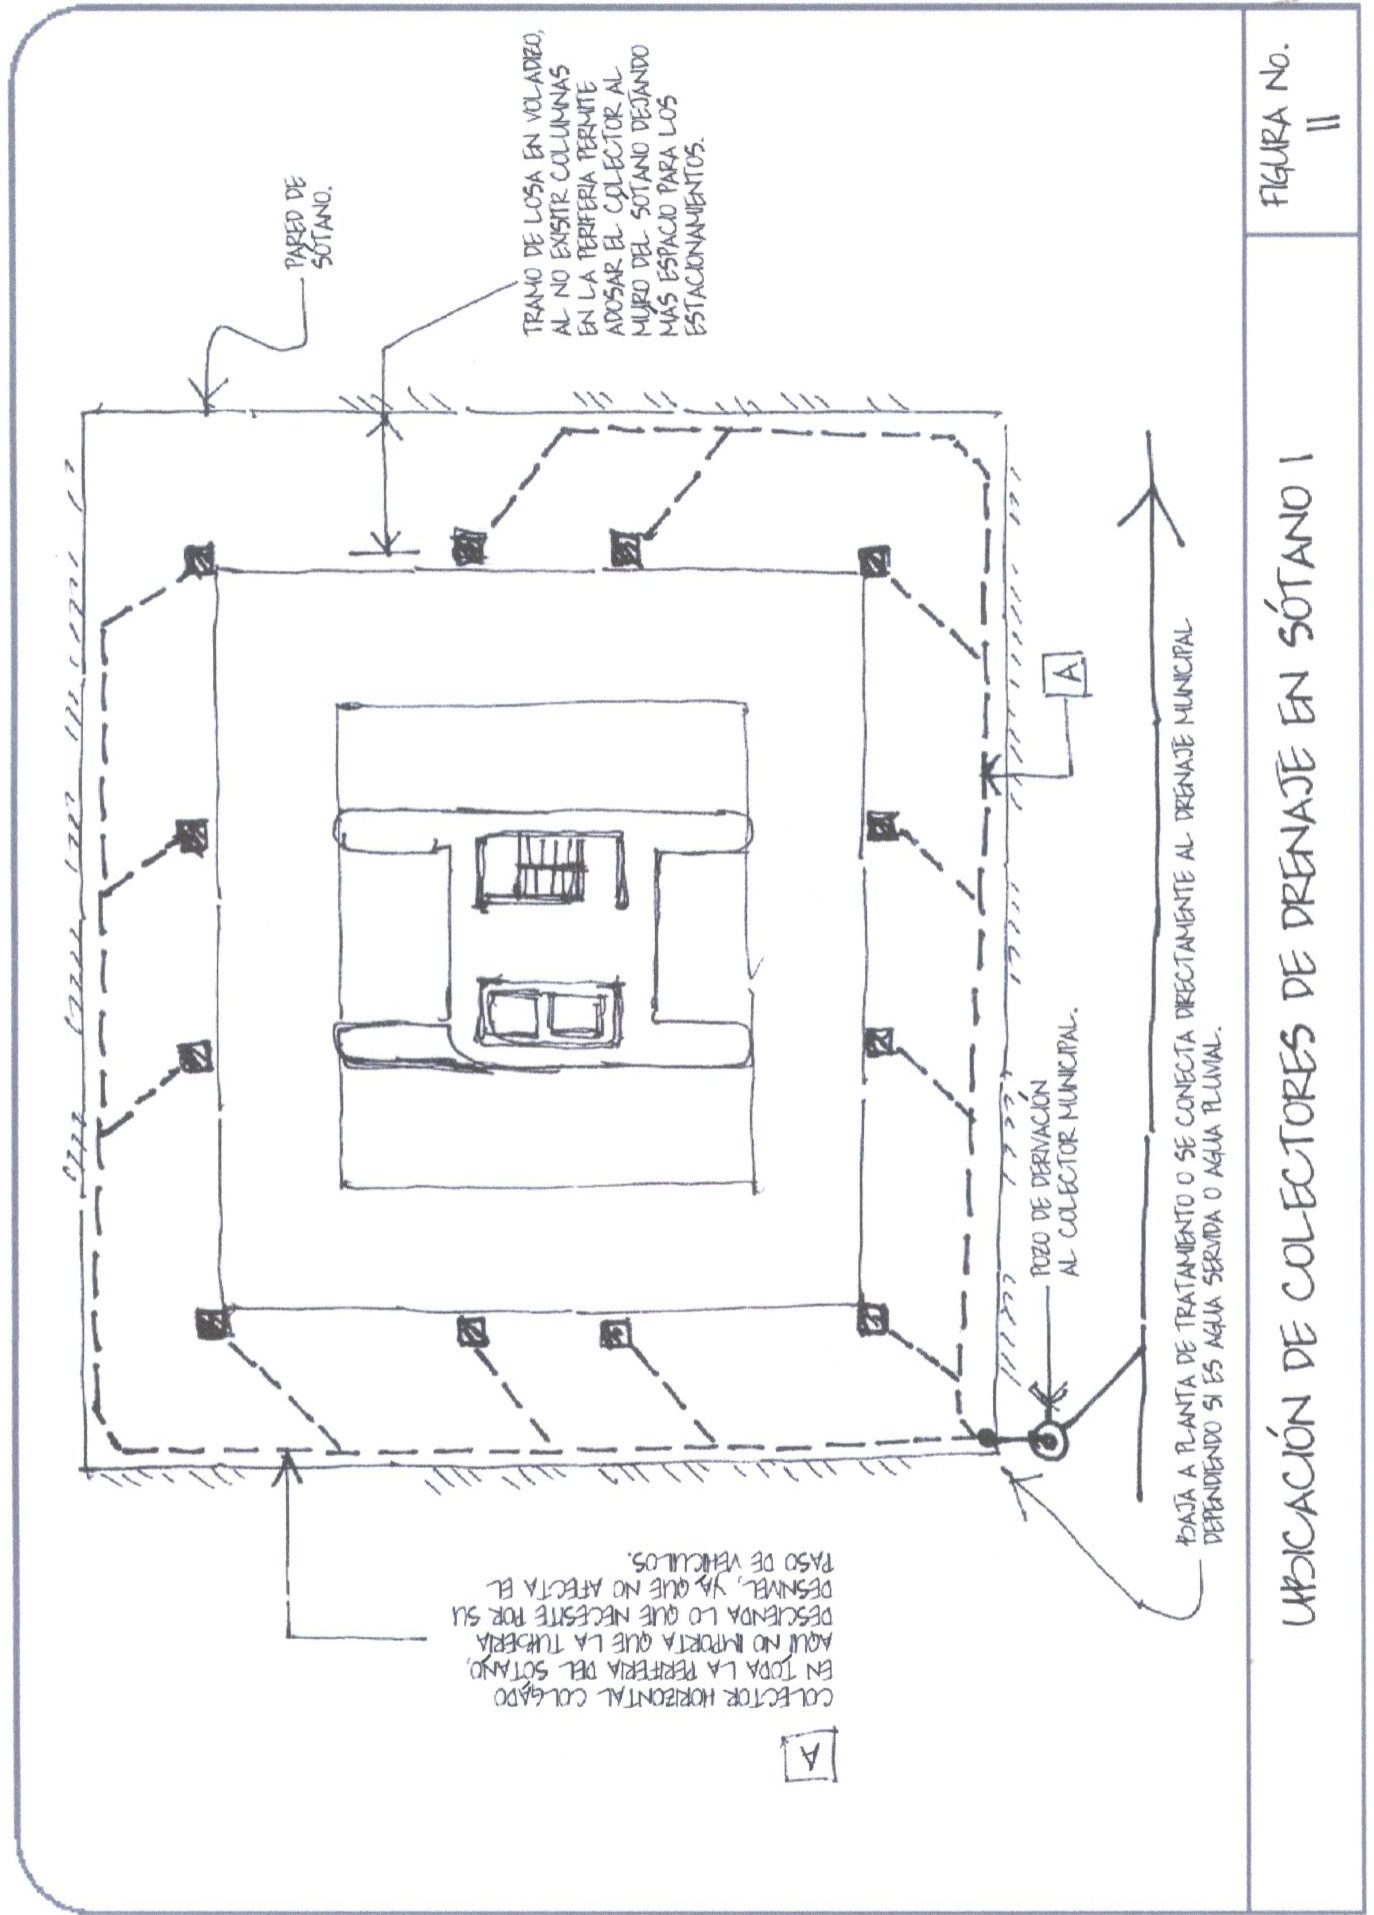 PARED DE
SÓTANO.
TRAMO DE LOSA EN VOLADIZO,
AL NO EXISITR COLUMNAS
EN LA PERIFERIA PERMITE
ADOSAR EL COLECTOR AL
MURO DEL SÓTANO DEJANDO
MÁS ESPACIO PARA LOS
ESTACIONAMIENTOS.
A
COLECTOR HORIZONTAL COLGADO
EN TODA LA PERIFERIA DEL SÓTANO,
AQUÍ NO IMPORTA QUE LA TUBERÍA
DESCIENDA LO QUE NECESITE POR SU
DESNIVEL, YA QUE NO AFECTA EL
PASO DE VEHICULOS.
A
POZO DE DERIVACIÓN
AL COLECTOR MUNICIPAL.
BAJA A PLANTA DE TRATAMIENTO O SE CONECTA DIRECTAMENTE AL DRENAJE MUNICIPAL
DEPENDIENDO SI ES AGUA SERVIDA O AGUA PLUVIAL.
UBICACIÓN DE COLECTORES DE DRENAJE EN SÓTANO 1
FIGURA No.
11